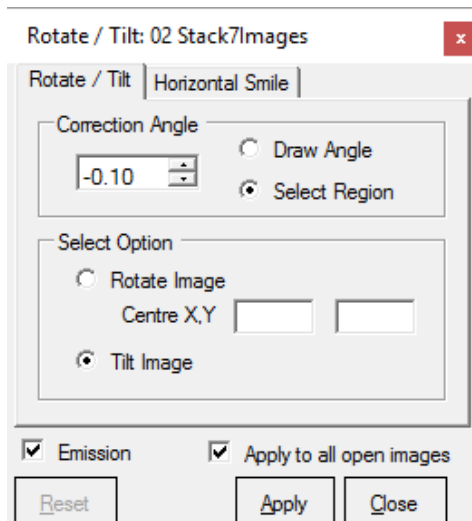 Rotate / Tilt: 02 Stack7Images
x
Rotate / Tilt
Horizontal Smile
Correction Angle
-0.10
Draw Angle
Select Region
Select Option
Rotate Image
Centre X,Y
Tilt Image
Emission
Apply to all open images
Reset
Apply
Close